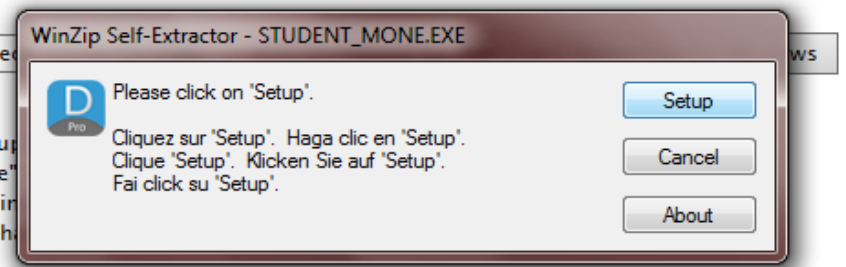 WinZip Self-Extractor - STUDENT_MONE.EXE
ws
D
Pro
Please click on 'Setup'.
Cliquez sur 'Setup'. Haga clic en 'Setup'.
Clique 'Setup'. Klicken Sie auf 'Setup'.
Fai click su 'Setup'.
Setup
Cancel
About